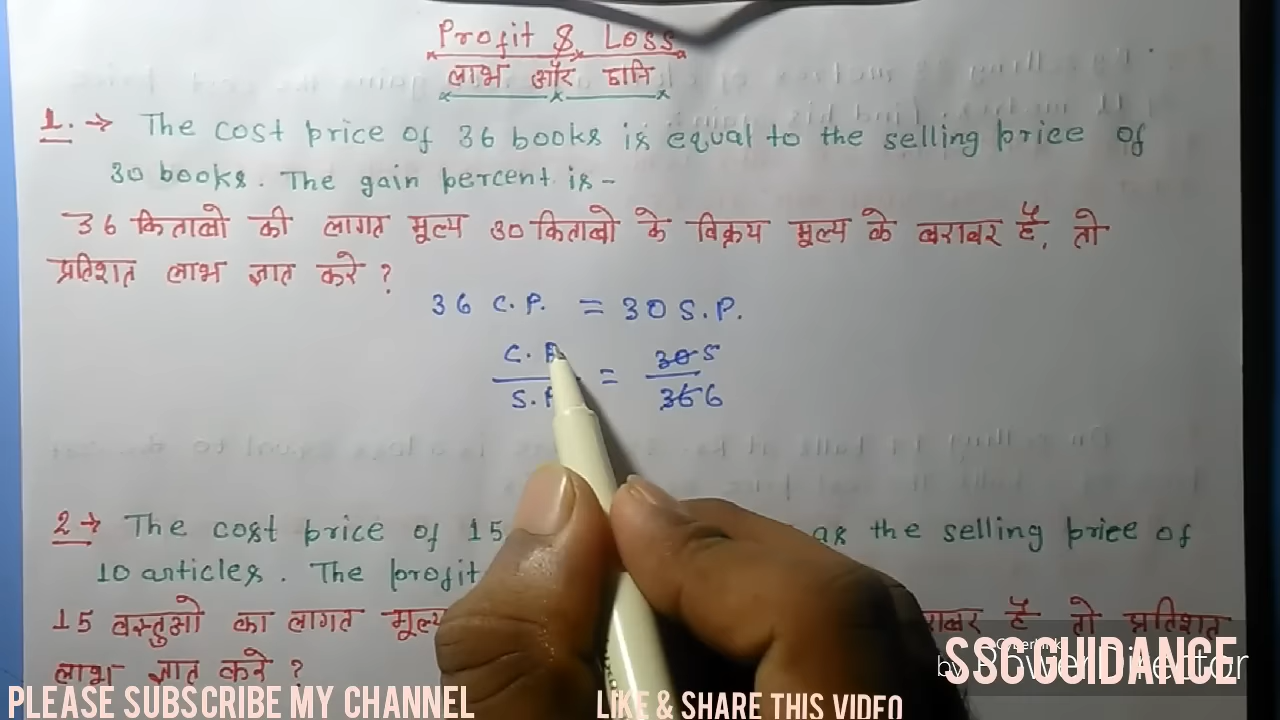 Profit & Loss
लाभ और हानि
1. → The cost price of 36 books is equal to the selling price of
30 books. The gain percent is -
36 किताबो की लागत मूल्य 30 किताबो के विक्रय मूल्य के बराबर है, तो
प्रतिशत लाभ ज्ञात करे ?
36 C.P. = 30 S.P.
C. 30 5
S. = 36 6
2 → The cost price of 15 as the selling price of
10 articles. The profit
15 वस्तुओ का लागत मूल्य है तो प्रतिशत
लाभ ज्ञात करे ?
SSC GUIDANCE
PLEASE SUBSCRIBE MY CHANNEL LIKE & SHARE THIS VIDEO